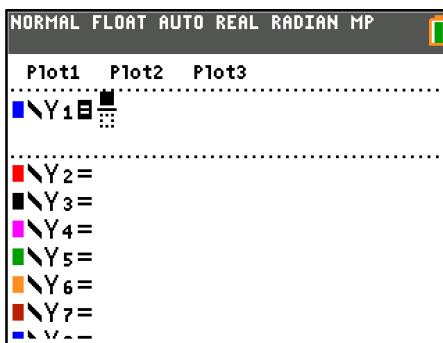 NORMAL FLOAT AUTO REAL RADIAN MP
Plot1 Plot2 Plot3
\Y1=
\Y2=
\Y3=
\Y4=
\Y5=
\Y6=
\Y7=